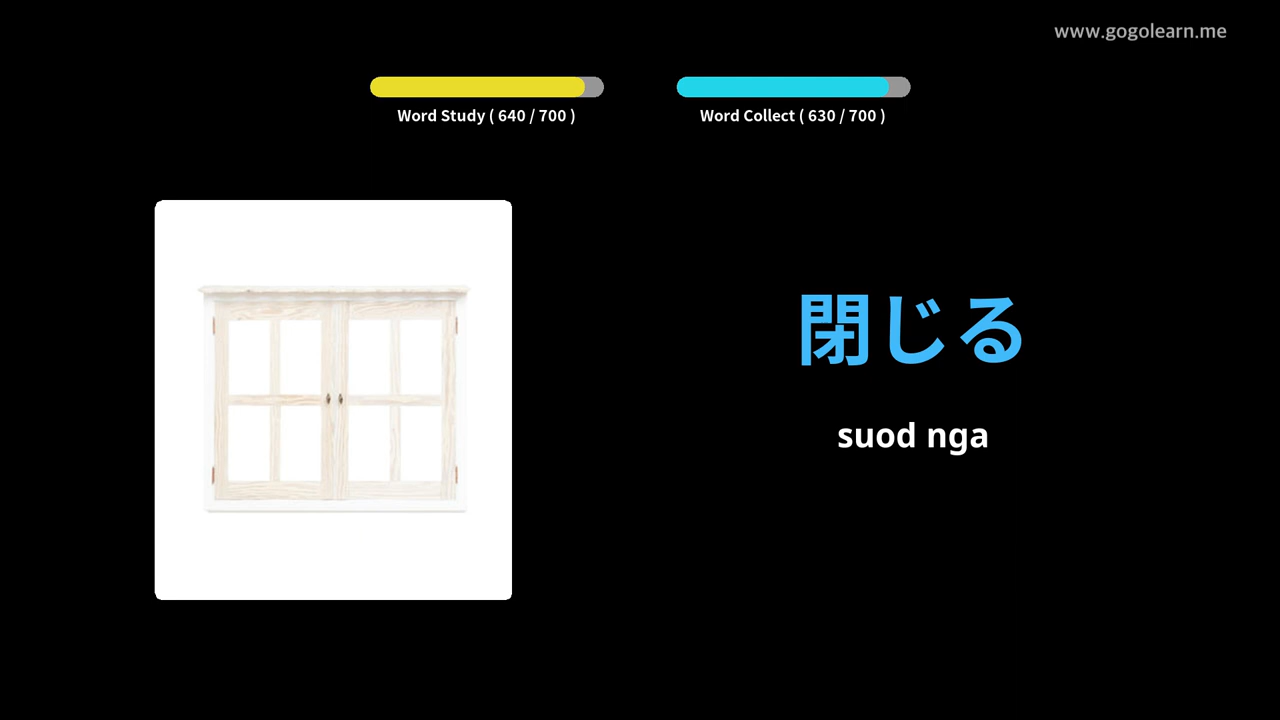 www.gogolearn.me
Word Study ( 640 / 700 )
Word Collect ( 630 / 700 )
閉じる
suod nga